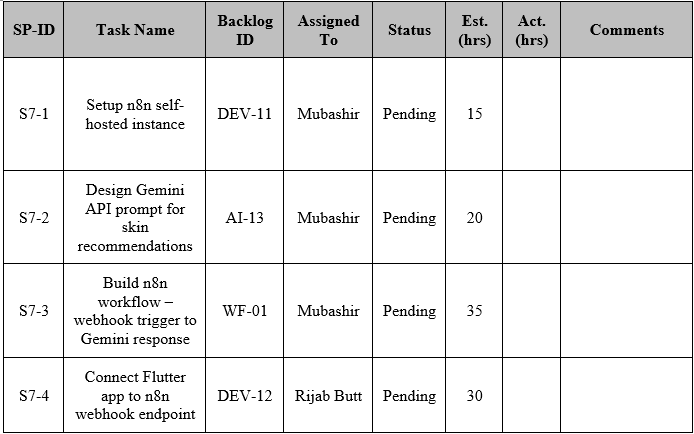 SP-ID Task Name Backlog ID Assigned To Status Est. (hrs) Act. (hrs) Comments
S7-1 Setup n8n self-hosted instance DEV-11 Mubashir Pending 15
S7-2 Design Gemini API prompt for skin recommendations AI-13 Mubashir Pending 20
S7-3 Build n8n workflow – webhook trigger to Gemini response WF-01 Mubashir Pending 35
S7-4 Connect Flutter app to n8n webhook endpoint DEV-12 Rijab Butt Pending 30